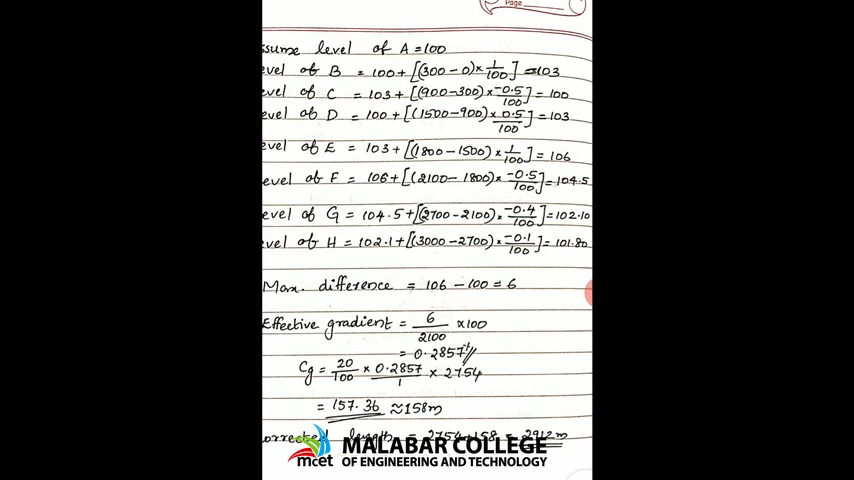 Page
ssume level of A = 100
evel of B = 100 + [(300 - 0) × 1/100] = 103
evel of C = 103 + [(900 - 300) × -0.5/100] = 100
evel of D = 100 + [(1500 - 900) × 0.5/100] = 103
evel of E = 103 + [(1800 - 1500) × 1/100] = 106
evel of F = 106 + [(2100 - 1800) × -0.5/100] = 104.5
evel of G = 104.5 + [(2700 - 2100) × -0.4/100] = 102.10
evel of H = 102.1 + [(3000 - 2700) × -0.1/100] = 101.80
Max. difference = 106 - 100 = 6
Effective gradient = 6/2100 × 100
= 0.2857%
Cg = 20/100 × 0.2857/1 × 2754
= 157.36 ≈ 158m
orrected length = 2754 + 158 = 2912m
mcet
MALABAR COLLEGE
OF ENGINEERING AND TECHNOLOGY